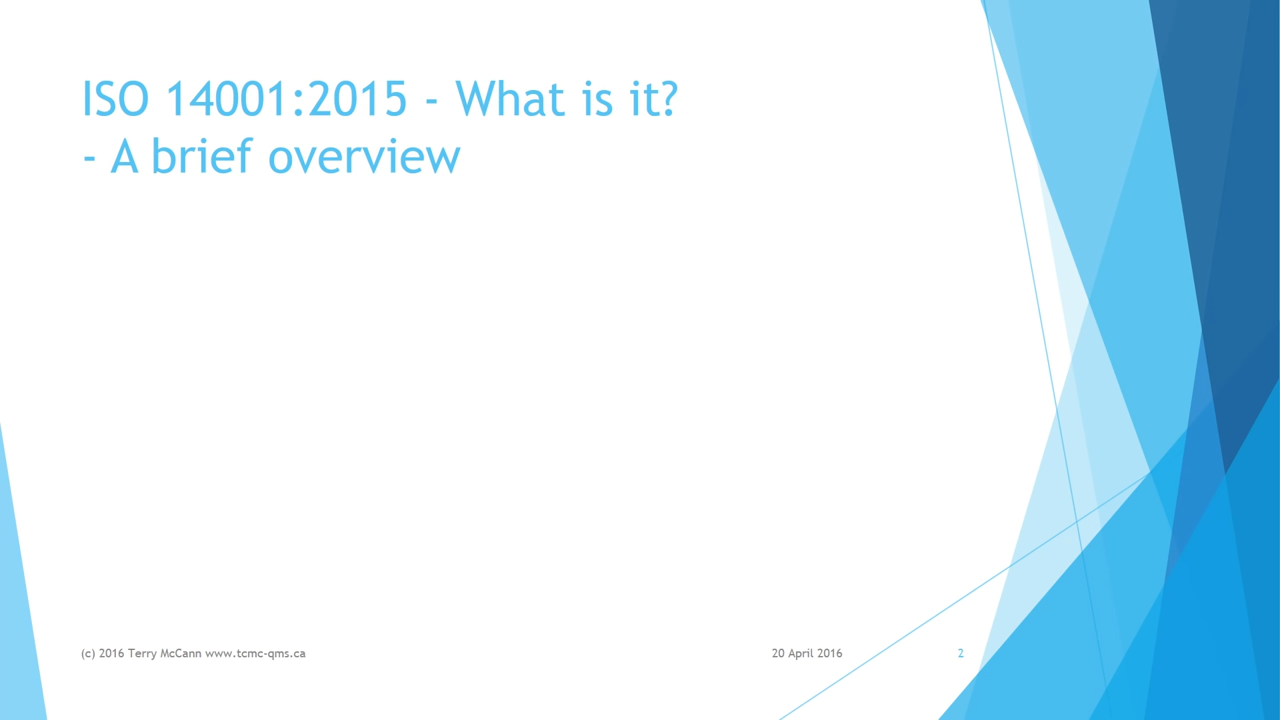 ISO 14001:2015 - What is it?
- A brief overview
(c) 2016 Terry McCann www.tcmc-qms.ca
20 April 2016
2